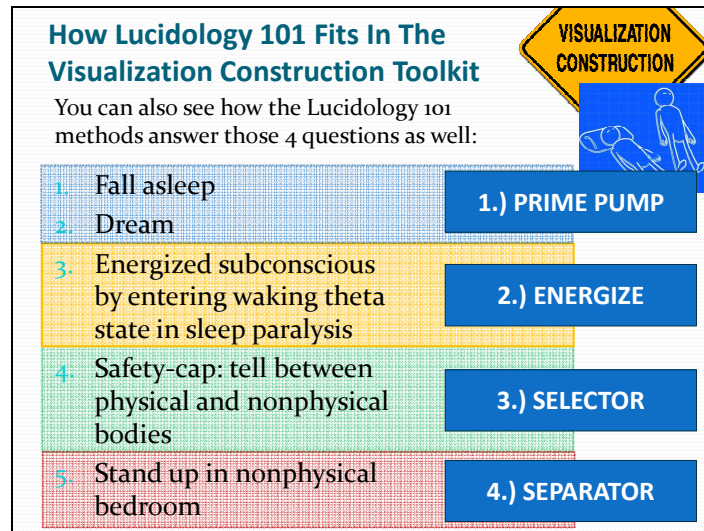 How Lucidology 101 Fits In The
Visualization Construction Toolkit
VISUALIZATION
CONSTRUCTION
You can also see how the Lucidology 101
methods answer those 4 questions as well:
1. Fall asleep
2. Dream
1.) PRIME PUMP
3. Energized subconscious
by entering waking theta
state in sleep paralysis
2.) ENERGIZE
4. Safety-cap: tell between
physical and nonphysical
bodies
3.) SELECTOR
5. Stand up in nonphysical
bedroom
4.) SEPARATOR